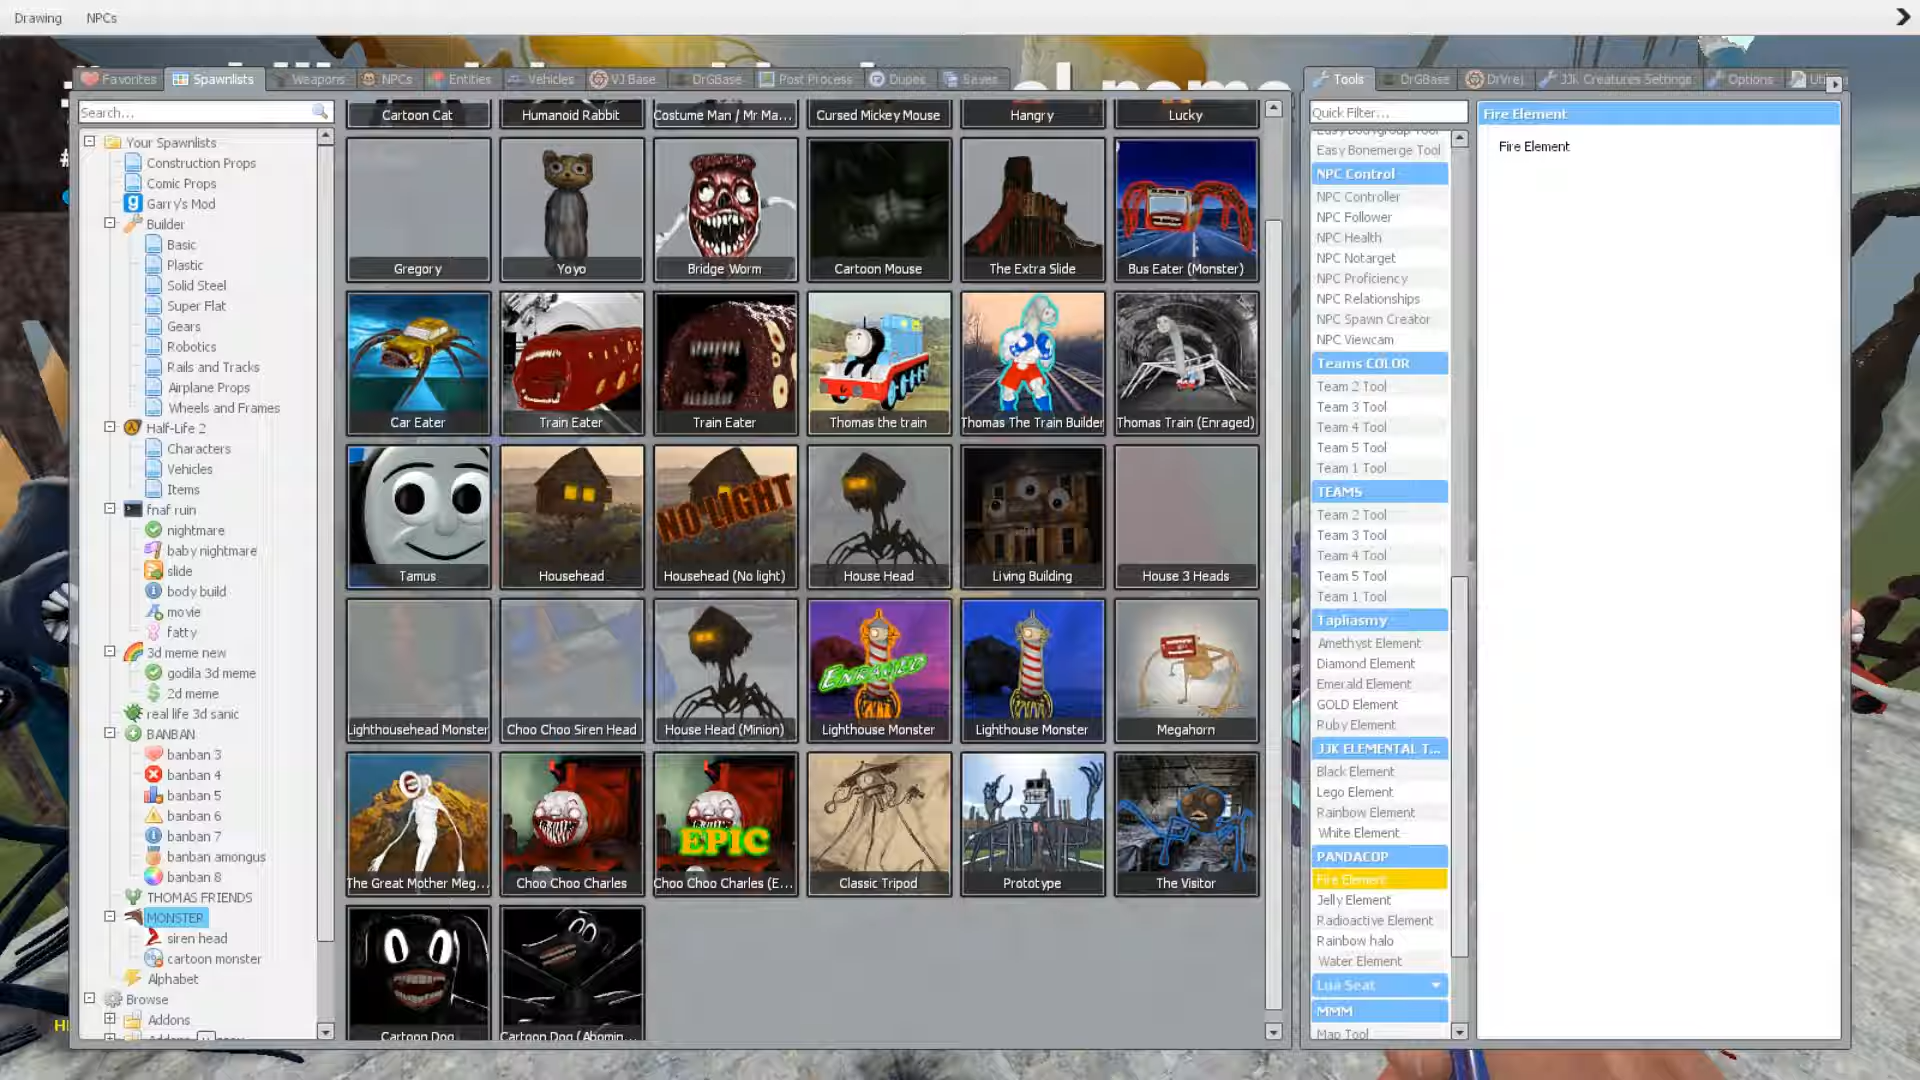 Drawing NPCs
Favorites Spawnlists Weapons NPCs Entities Vehicles VJ Base DrGBase Post Process Dupes Saves
Search...
Your Spawnlists
Construction Props
Comic Props
Garry's Mod
Builder
Basic
Plastic
Solid Steel
Super Flat
Gears
Robotics
Rails and Tracks
Airplane Props
Wheels and Frames
Half-Life 2
Characters
Vehicles
Items
fnaf ruin
nightmare
baby nightmare
slide
body build
movie
fatty
3d meme new
godila 3d meme
2d meme
real life 3d sanic
BANBAN
banban 3
banban 4
banban 5
banban 6
banban 7
banban amongus
banban 8
THOMAS FRIENDS
MONSTER
siren head
cartoon monster
Alphabet
Browse
Addons
Cartoon Cat Humanoid Rabbit Costume Man / Mr Ma... Cursed Mickey Mouse Hangry Lucky
Gregory Yoyo Bridge Worm Cartoon Mouse The Extra Slide Bus Eater (Monster)
Car Eater Train Eater Train Eater Thomas the train Thomas The Train Builder Thomas Train (Enraged)
NO LIGHT
Tamus Househead Househead (No light) House Head Living Building House 3 Heads
ENRAGED
Lighthousehead Monster Choo Choo Siren Head House Head (Minion) Lighthouse Monster Lighthouse Monster Megahorn
EPIC
The Great Mother Meg... Choo Choo Charles Choo Choo Charles (E... Classic Tripod Prototype The Visitor
Cartoon Dog Cartoon Dog (Abomin...
Tools DrGBase DrVrej JJK Creatures Settings Options
Quick Filter...
Easy Bodygroup Tool
Easy Bonemerge Tool
NPC Control
NPC Controller
NPC Follower
NPC Health
NPC Notarget
NPC Proficiency
NPC Relationships
NPC Spawn Creator
NPC Viewcam
Teams COLOR
Team 2 Tool
Team 3 Tool
Team 4 Tool
Team 5 Tool
Team 1 Tool
TEAMS
Team 2 Tool
Team 3 Tool
Team 4 Tool
Team 5 Tool
Team 1 Tool
Tapliasmy
Amethyst Element
Diamond Element
Emerald Element
GOLD Element
Ruby Element
JJK ELEMENTAL T...
Black Element
Lego Element
Rainbow Element
White Element
PANDACOP
Fire Element
Jelly Element
Radioactive Element
Rainbow halo
Water Element
Lua Seat
MMM
Map Tool
Fire Element
Fire Element